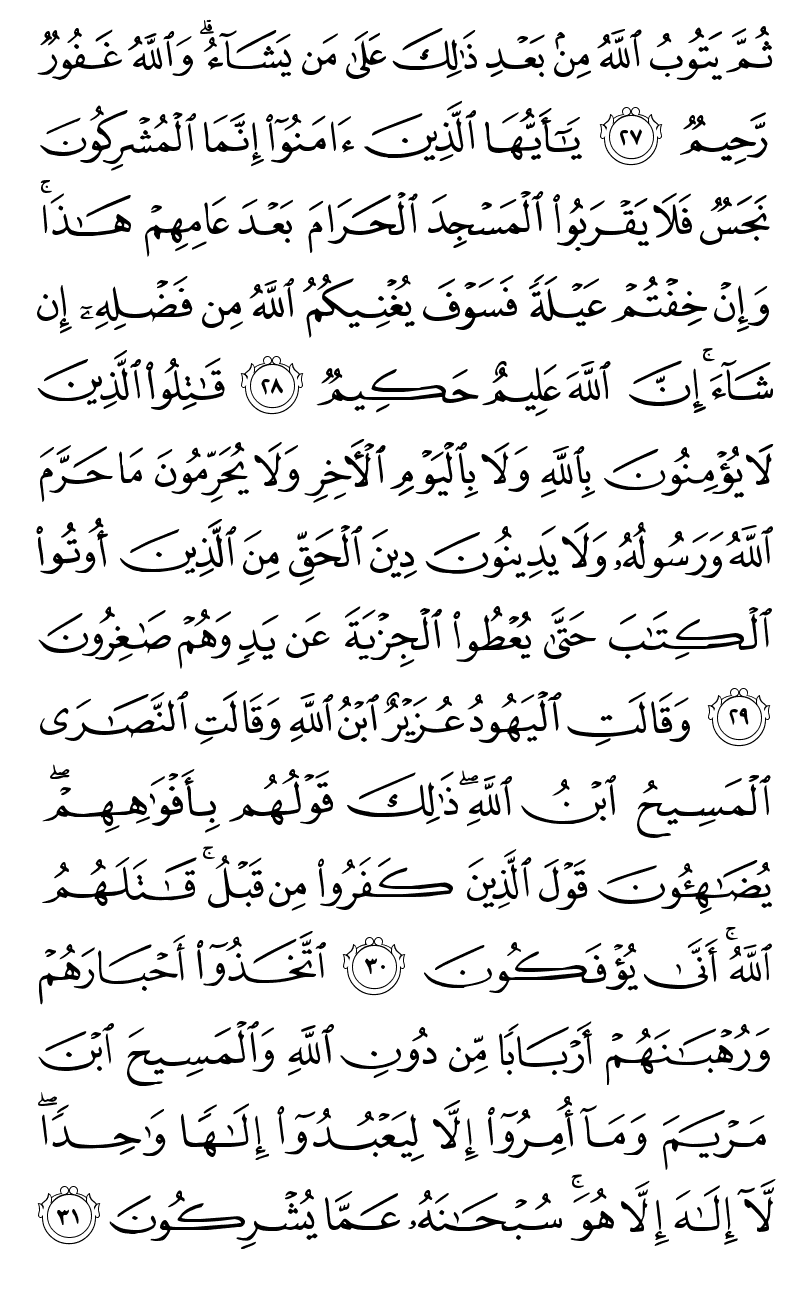 ثُمَّ يَتُوبُ ٱللَّهُ مِنۢ بَعۡدِ ذَٰلِكَ عَلَىٰ مَن يَشَآءُۗ وَٱللَّهُ غَفُورٞ
رَّحِيمٞ ٢٧ يَٰٓأَيُّهَا ٱلَّذِينَ ءَامَنُوٓاْ إِنَّمَا ٱلۡمُشۡرِكُونَ
نَجَسٞ فَلَا يَقۡرَبُواْ ٱلۡمَسۡجِدَ ٱلۡحَرَامَ بَعۡدَ عَامِهِمۡ هَٰذَاۚ
وَإِنۡ خِفۡتُمۡ عَيۡلَةٗ فَسَوۡفَ يُغۡنِيكُمُ ٱللَّهُ مِن فَضۡلِهِۦٓ إِن
شَآءَۚ إِنَّ ٱللَّهَ عَلِيمٌ حَكِيمٞ ٢٨ قَٰتِلُواْ ٱلَّذِينَ
لَا يُؤۡمِنُونَ بِٱللَّهِ وَلَا بِٱلۡيَوۡمِ ٱلۡأٓخِرِ وَلَا يُحَرِّمُونَ مَا حَرَّمَ
ٱللَّهُ وَرَسُولُهُۥ وَلَا يَدِينُونَ دِينَ ٱلۡحَقِّ مِنَ ٱلَّذِينَ أُوتُواْ
ٱلۡكِتَٰبَ حَتَّىٰ يُعۡطُواْ ٱلۡجِزۡيَةَ عَن يَدٖ وَهُمۡ صَٰغِرُونَ
٢٩ وَقَالَتِ ٱلۡيَهُودُ عُزَيۡرٌ ٱبۡنُ ٱللَّهِ وَقَالَتِ ٱلنَّصَٰرَى
ٱلۡمَسِيحُ ٱبۡنُ ٱللَّهِۖ ذَٰلِكَ قَوۡلُهُم بِأَفۡوَٰهِهِمۡۖ
يُضَٰهِـُٔونَ قَوۡلَ ٱلَّذِينَ كَفَرُواْ مِن قَبۡلُۚ قَٰتَلَهُمُ
ٱللَّهُۚ أَنَّىٰ يُؤۡفَكُونَ ٣٠ ٱتَّخَذُوٓاْ أَحۡبَارَهُمۡ
وَرُهۡبَٰنَهُمۡ أَرۡبَابٗا مِّن دُونِ ٱللَّهِ وَٱلۡمَسِيحَ ٱبۡنَ
مَرۡيَمَ وَمَآ أُمِرُوٓاْ إِلَّا لِيَعۡبُدُوٓاْ إِلَٰهٗا وَٰحِدٗاۖ
لَّآ إِلَٰهَ إِلَّا هُوَۚ سُبۡحَٰنَهُۥ عَمَّا يُشۡرِكُونَ ٣١